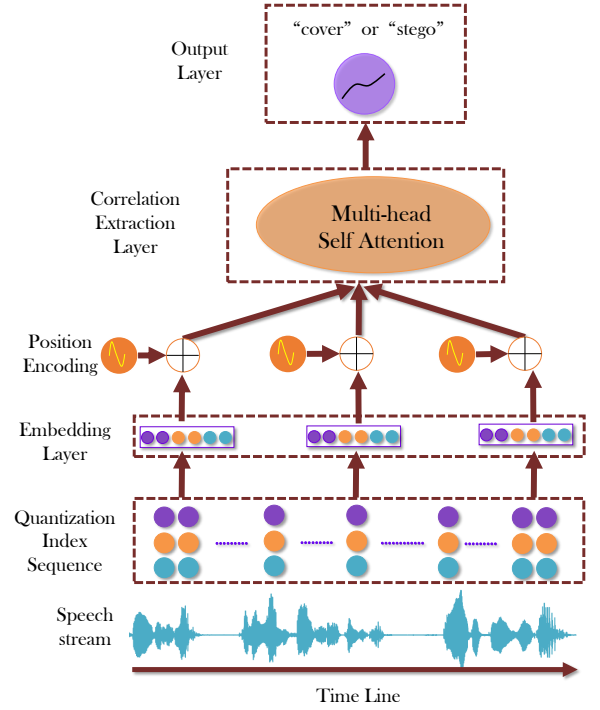 “cover” or “stego”
Output
Layer
Correlation
Extraction
Layer
Multi-head
Self Attention
Position
Encoding
Embedding
Layer
Quantization
Index
Sequence
Speech
stream
Time Line